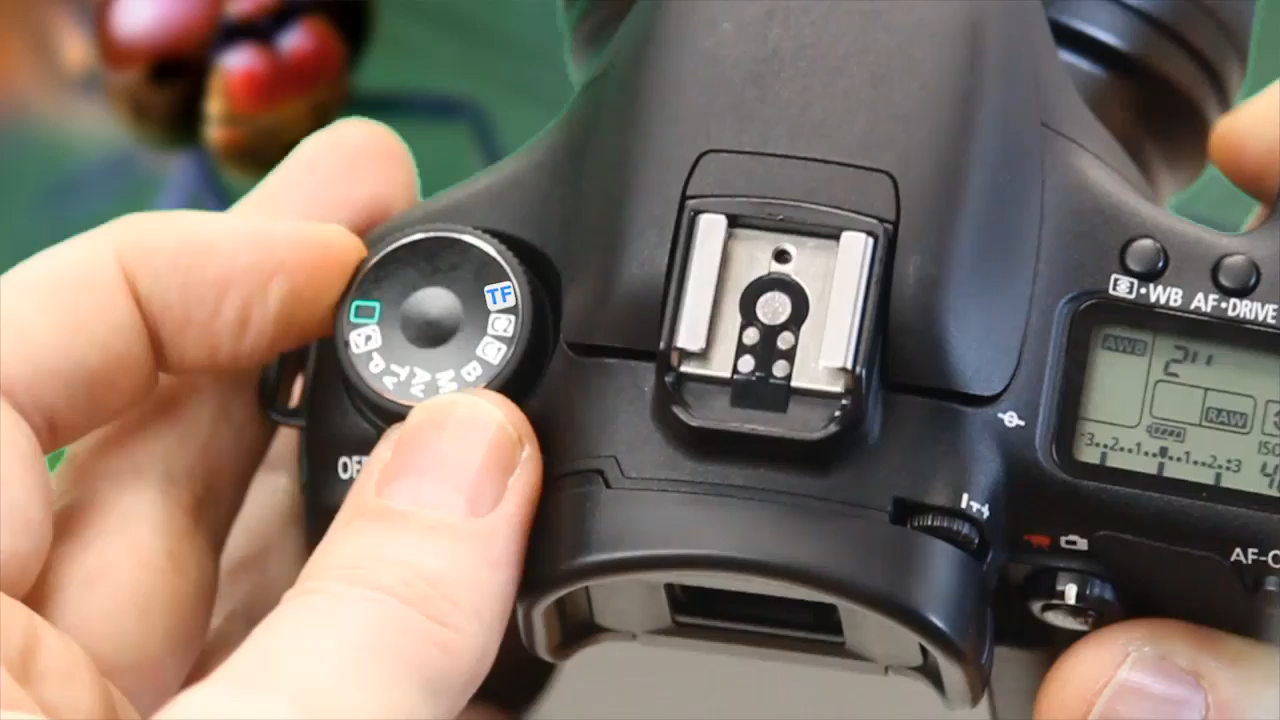 TF
C2
C1
B
M
Av
Tv
P
OFF
WB AF•DRIVE
AWB
2"
RAW
ISO
-3..2..1..▼..1..2..:3
AF-